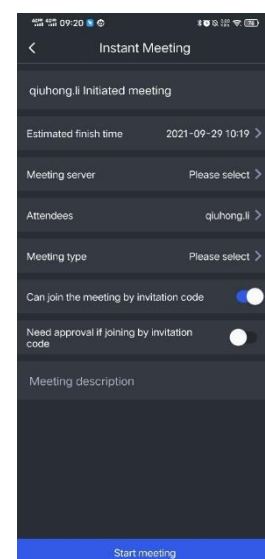 09:20
Instant Meeting
qiuhong.li Initiated meeting
Estimated finish time 2021-09-29 10:19
Meeting server Please select
Attendees qiuhong.li
Meeting type Please select
Can join the meeting by invitation code
Need approval if joining by invitation
code
Meeting description
Start meeting